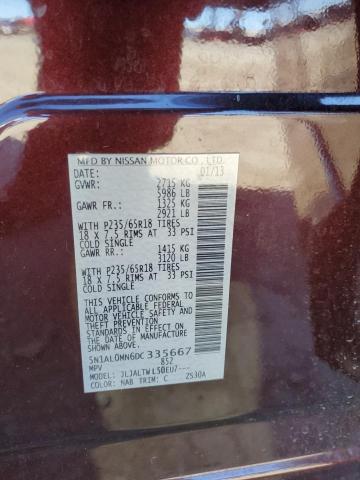 MFD BY NISSAN MOTOR CO., LTD.
DATE: 01/13
GVWR: 2715 KG
5986 LB
GAWR FR.: 1325 KG
2921 LB
WITH P235/65R18 TIRES
18 X 7.5 RIMS AT 33 PSI
COLD SINGLE
GAWR RR.: 1415 KG
3120 LB
WITH P235/65R18 TIRES
18 X 7.5 RIMS AT 33 PSI
COLD SINGLE
THIS VEHICLE CONFORMS
TO ALL APPLICABLE FEDERAL
MOTOR VEHICLE SAFETY
AND THEFT PREVENTION
STANDARDS IN EFFECT ON
THE DATE OF MANUFACTURE
SHOWN ABOVE.
5N1AL0MN6DC335667
MPV 852
MODEL: JLJALTWL50EU7---
COLOR: NAB TRIM: C ZS30A